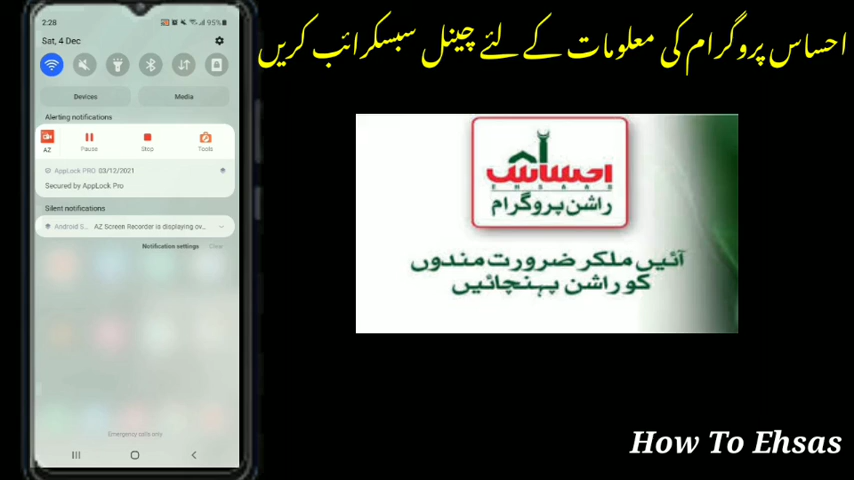 2:28
95%
Sat, 4 Dec
Devices
Media
Alerting notifications
AZ
Pause
Stop
Tools
AppLock PRO 03/12/2021
Secured by AppLock Pro
Silent notifications
Android S... AZ Screen Recorder is displaying ov...
Notification settings
Clear
Emergency calls only
احساس پروگرام کی معلومات کے لئے چینل سبسکرائب کریں
احساس
EHSAAS
راشن پروگرام
آئیں ملکر ضرورت مندوں
کو راشن پہنچائیں
How To Ehsas